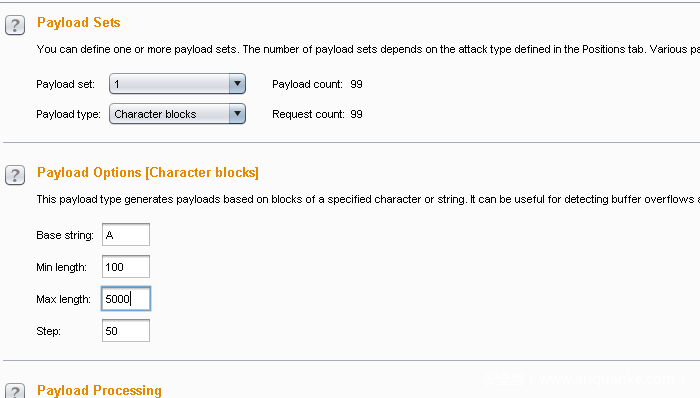 ? Payload Sets
You can define one or more payload sets. The number of payload sets depends on the attack type defined in the Positions tab. Various
Payload set: 1 Payload count: 99
Payload type: Character blocks Request count: 99
? Payload Options [Character blocks]
This payload type generates payloads based on blocks of a specified character or string. It can be useful for detecting buffer overflows
Base string: A
Min length: 100
Max length: 5000
Step: 50
? Payload Processing